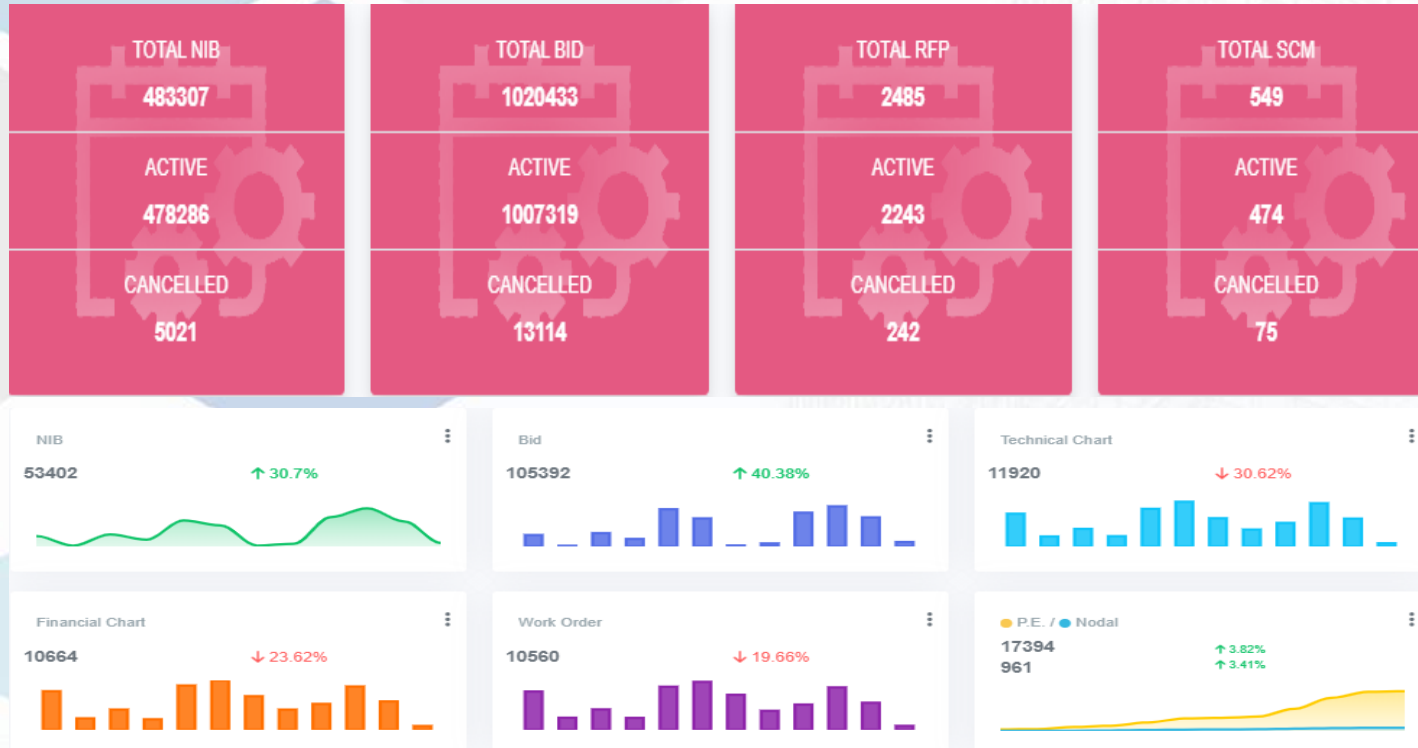 TOTAL NIB
483307
ACTIVE
478286
CANCELLED
5021
TOTAL BID
1020433
ACTIVE
1007319
CANCELLED
13114
TOTAL RFP
2485
ACTIVE
2243
CANCELLED
242
TOTAL SCM
549
ACTIVE
474
CANCELLED
75
NIB
53402 ↑ 30.7%
Bid
105392 ↑ 40.38%
Technical Chart
11920 ↓ 30.62%
Financial Chart
10664 ↓ 23.62%
Work Order
10560 ↓ 19.66%
P.E. / Nodal
17394 ↑ 3.82%
961 ↑ 3.41%